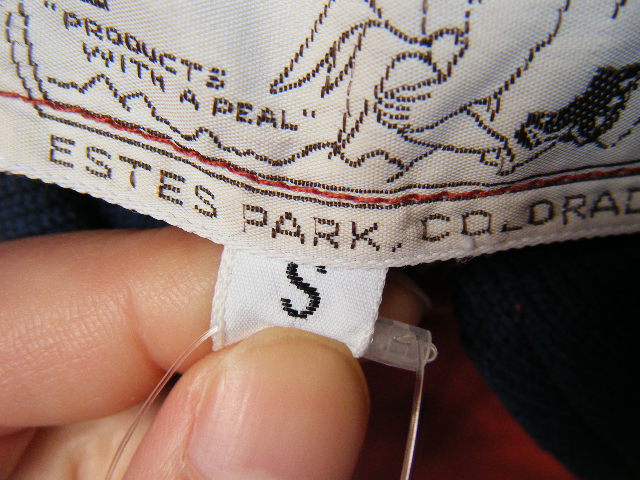 "PRODUCTS
WITH A PEAL"
ESTES PARK, COLORAD
S